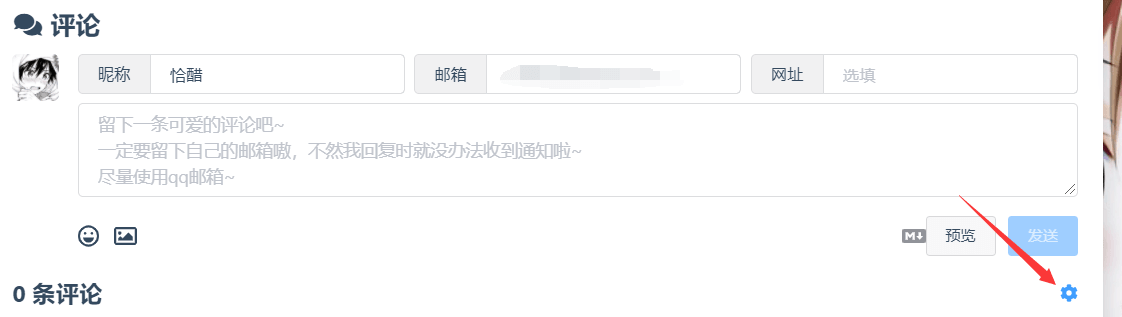 评论
昵称 恰醋 邮箱 网址 选填
留下一条可爱的评论吧~
一定要留下自己的邮箱嗷，不然我回复时就没办法收到通知啦~
尽量使用qq邮箱~
M 预览 发送
0 条评论